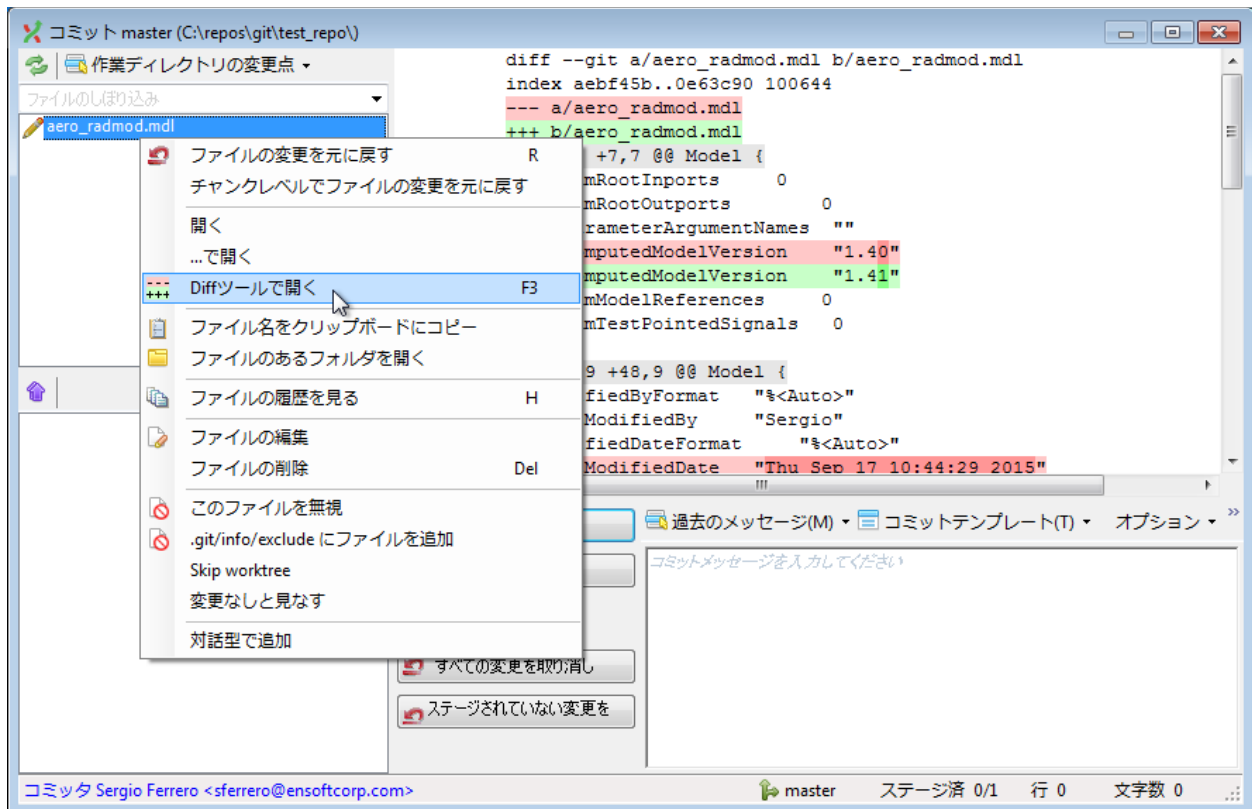 コミット master (C:\repos\git\test_repo\)
作業ディレクトリの変更点
ファイルのしぼり込み
aero_radmod.mdl
ファイルの変更を元に戻す R
チャンクレベルでファイルの変更を元に戻す
開く
...で開く
Diffツールで開く F3
ファイル名をクリップボードにコピー
ファイルのあるフォルダを開く
ファイルの履歴を見る H
ファイルの編集
ファイルの削除 Del
このファイルを無視
.git/info/exclude にファイルを追加
Skip worktree
変更なしと見なす
対話型で追加
diff --git a/aero_radmod.mdl b/aero_radmod.mdl
index aebf45b..0e63c90 100644
--- a/aero_radmod.mdl
+++ b/aero_radmod.mdl
+7,7 @@ Model {
mRootInports 0
mRootOutports 0
rameterArgumentNames ""
mputedModelVersion "1.40"
mputedModelVersion "1.41"
mModelReferences 0
mTestPointedSignals 0
9 +48,9 @@ Model {
fiedByFormat "%<Auto>"
ModifiedBy "Sergio"
fiedDateFormat "%<Auto>"
ModifiedDate "Thu Sep 17 10:44:29 2015"
過去のメッセージ(M) コミットテンプレート(T) オプション
コミットメッセージを入力してください
すべての変更を取り消し
ステージされていない変更を
コミッタ Sergio Ferrero <sferrero@ensoftcorp.com> master ステージ済 0/1 行 0 文字数 0